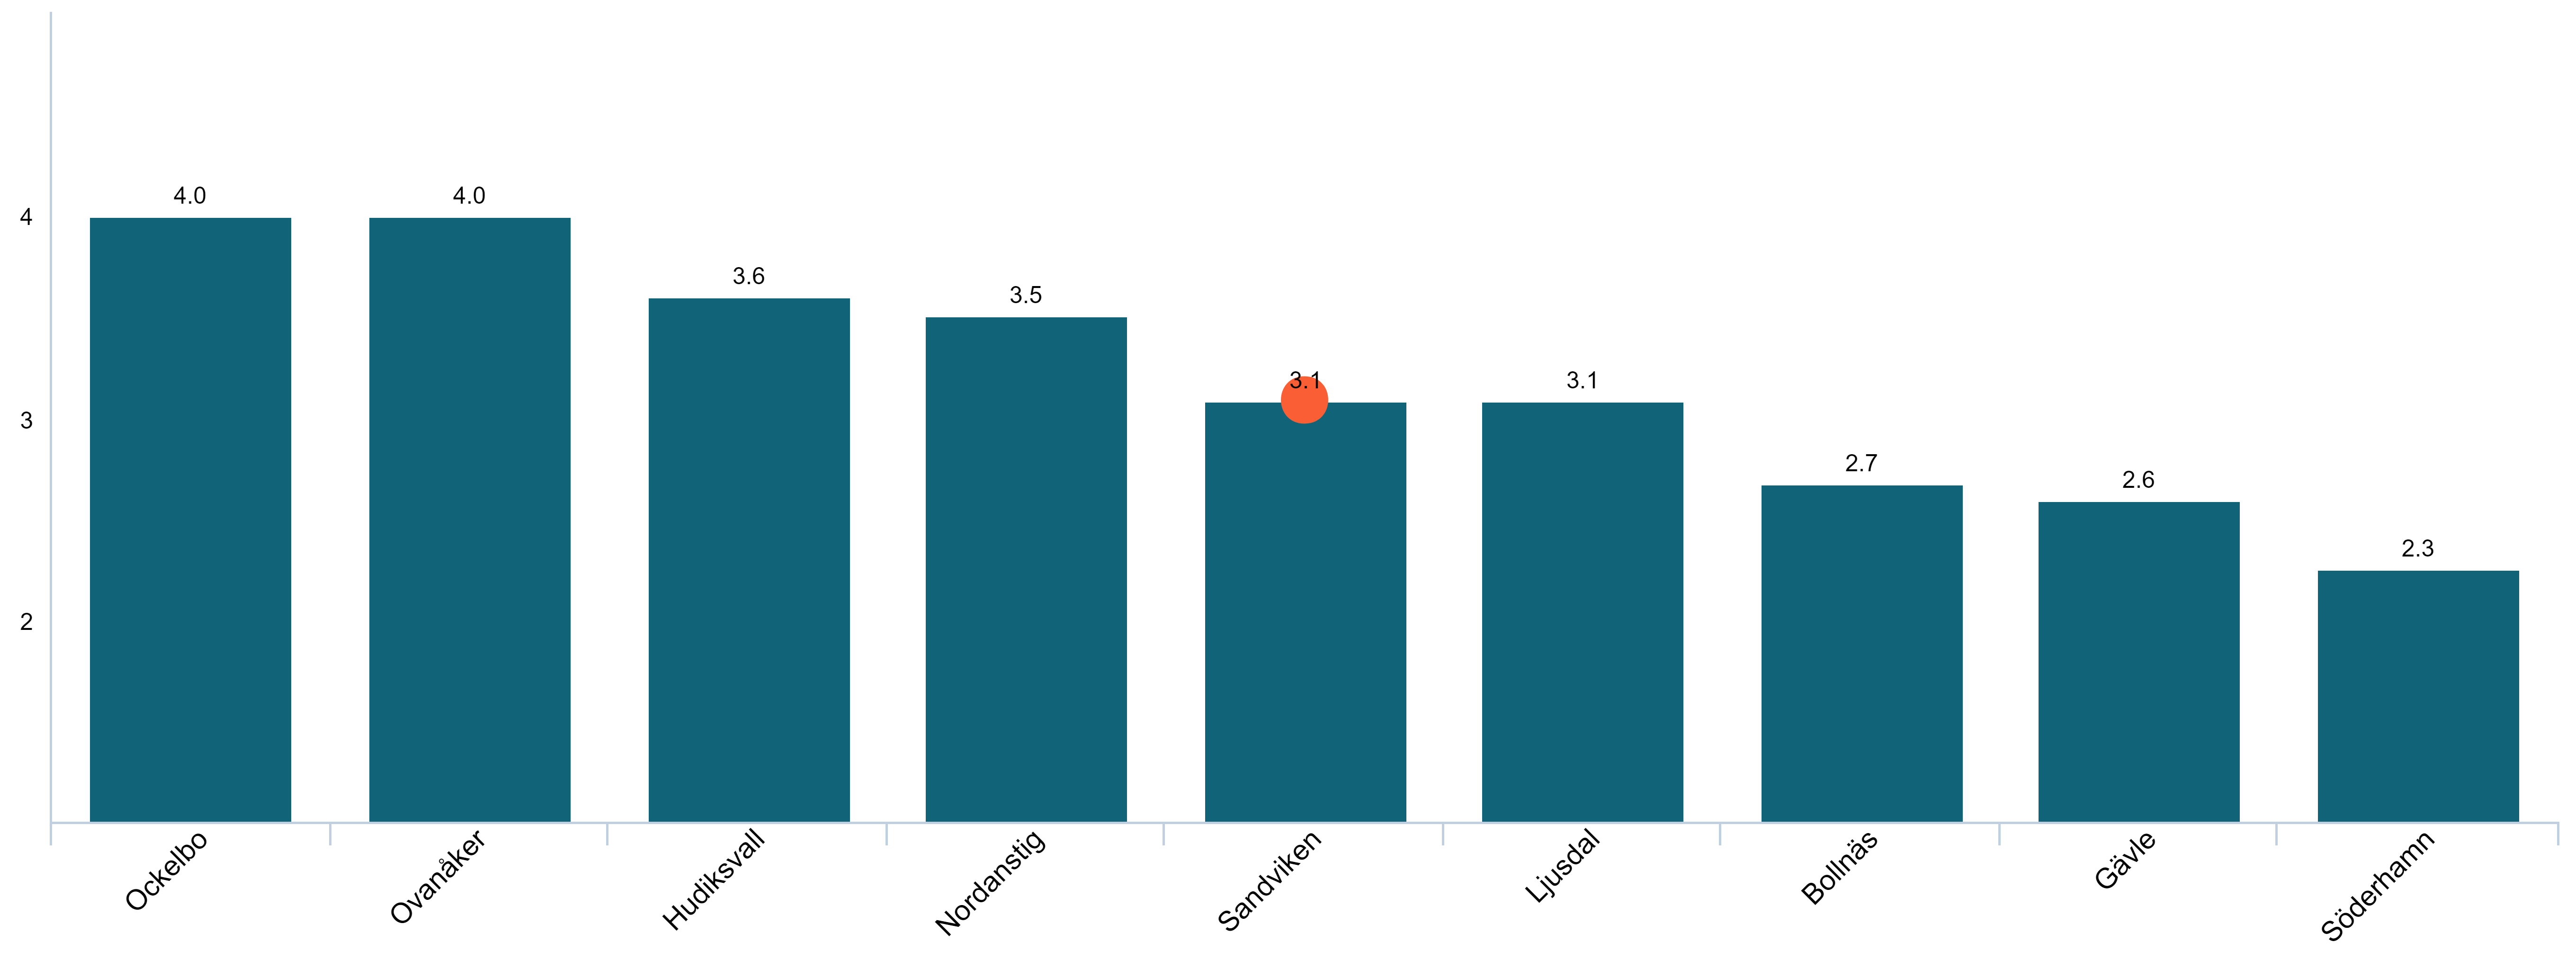 4.0
4.0
4
3.6
3.5
3.1
3.1
3
2.7
2.6
2.3
2
Ockelbo
Ovanåker
Hudiksvall
Nordanstig
Sandviken
Ljusdal
Bollnäs
Gävle
Söderhamn